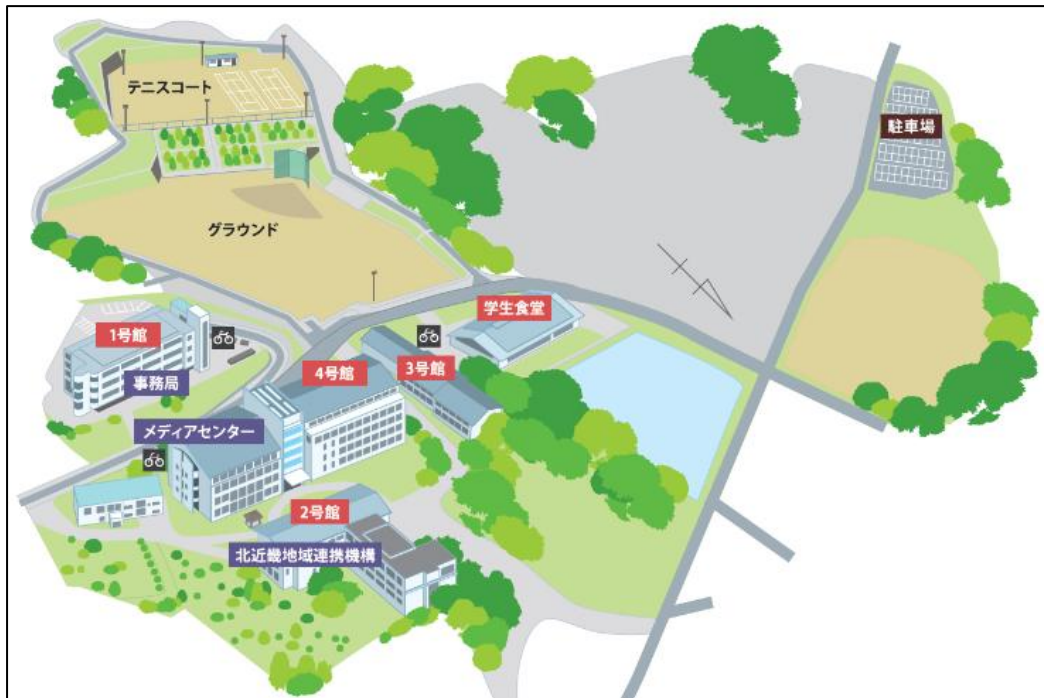 テニスコート
駐車場
グラウンド
学生食堂
1号館
4号館
3号館
事務局
メディアセンター
2号館
北近畿地域連携機構